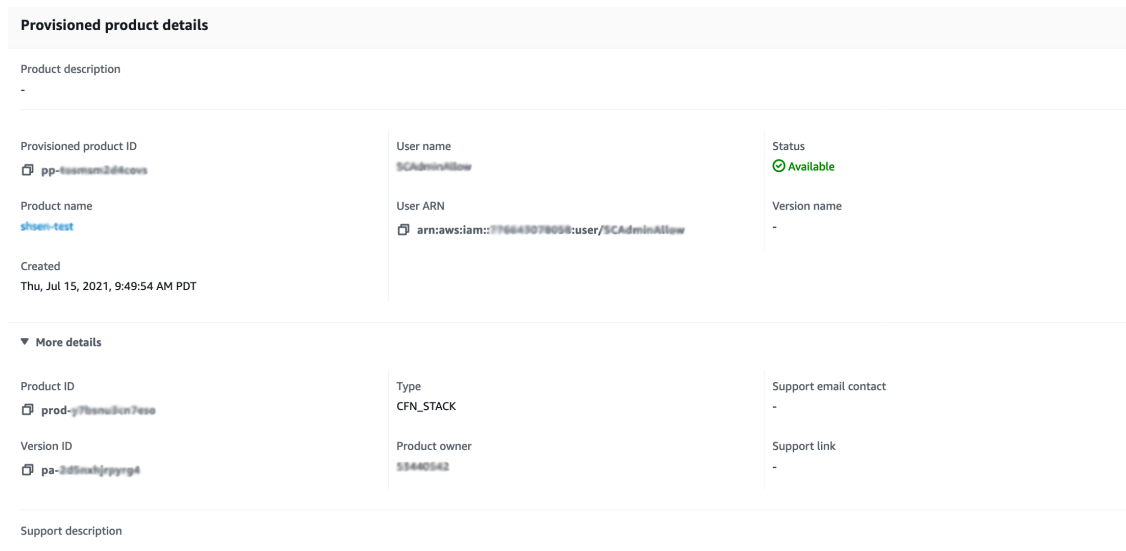 Provisioned product details
Product description
-
Provisioned product ID
pp-
User name
SCAdminAllow
Status
Available
Product name
shsen-test
User ARN
arn:aws:iam:: :user/SCAdminAllow
Version name
-
Created
Thu, Jul 15, 2021, 9:49:54 AM PDT
More details
Product ID
prod-
Type
CFN_STACK
Support email contact
-
Version ID
pa-
Product owner
Support link
-
Support description